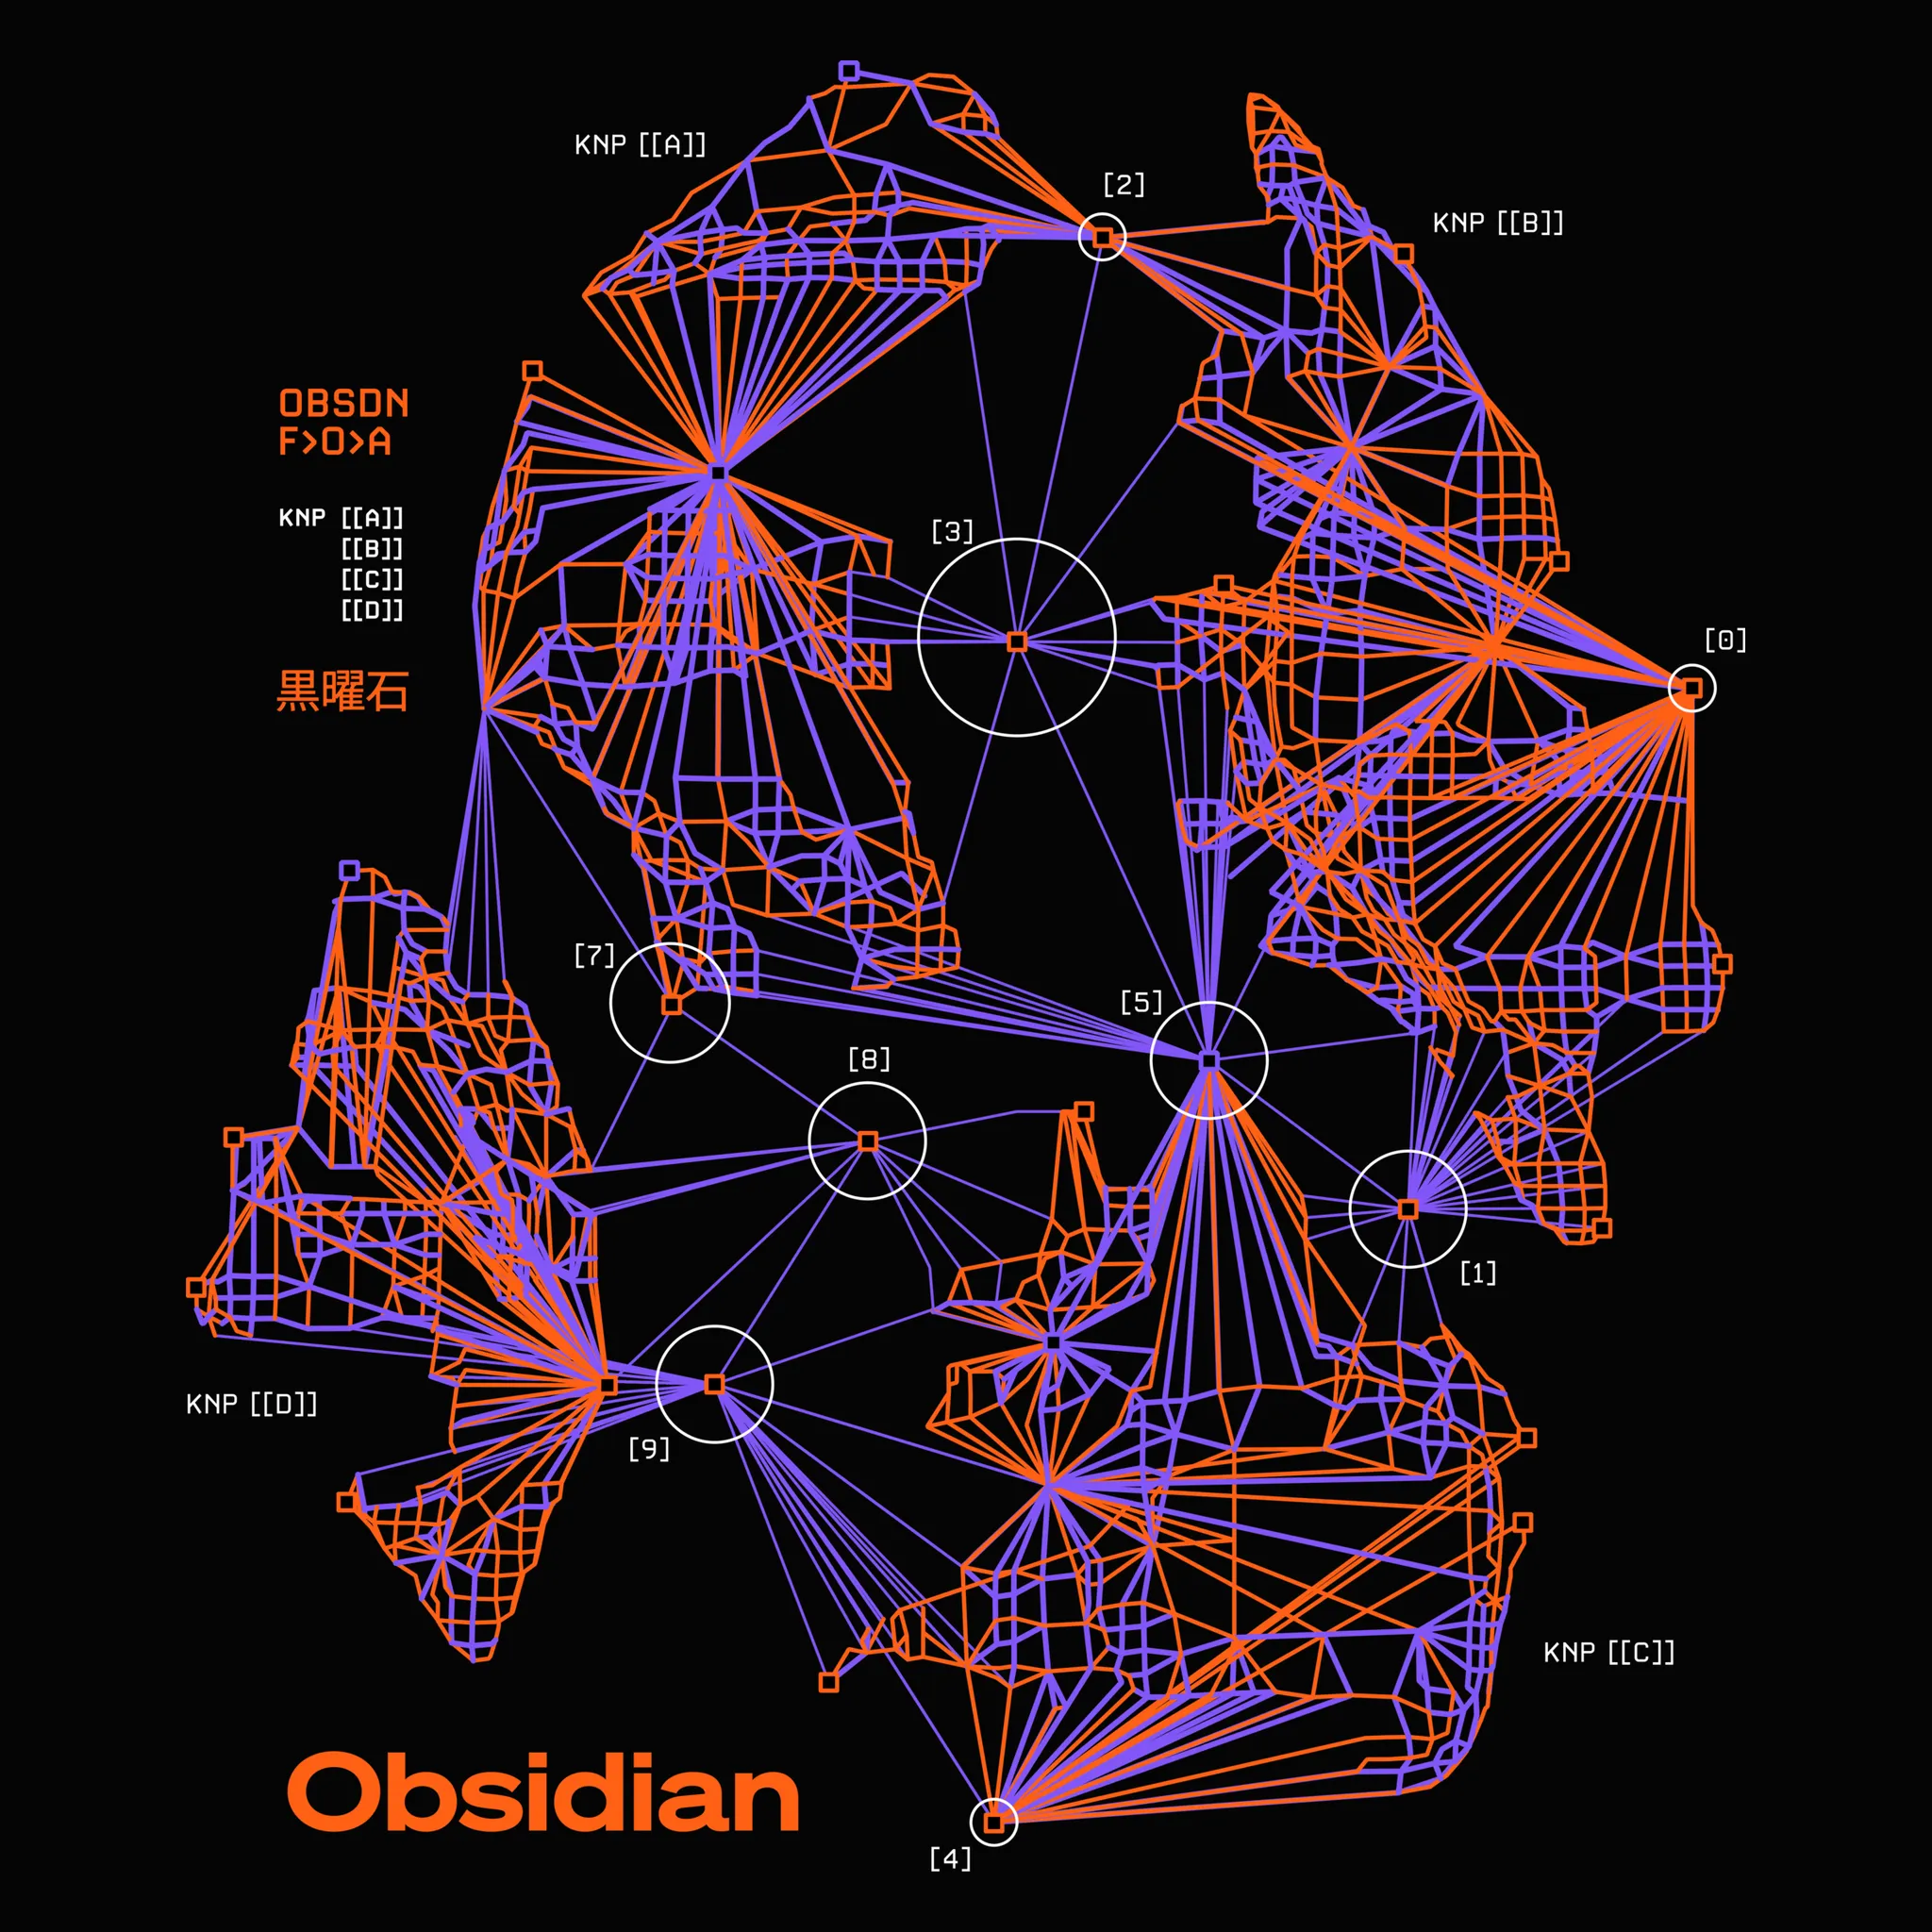 KNP [[A]]
[2]
KNP [[B]]
OBSDN
F>O>A
KNP [[A]]
[[B]]
[[C]]
[[D]]
[3]
[0]
黒曜石
[7]
[5]
[8]
[1]
KNP [[D]]
[9]
KNP [[C]]
Obsidian
[4]